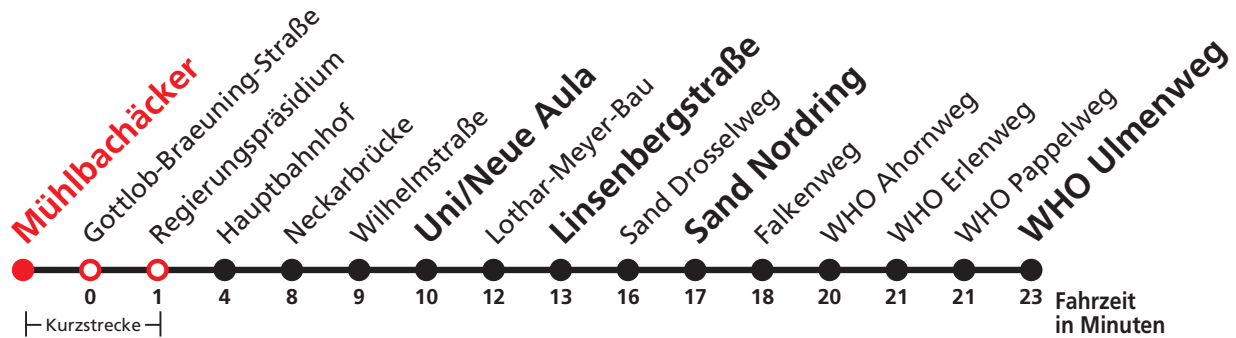 Mühlbachäcker
Gottlob-Braeuning-Straße
Regierungspräsidium
Hauptbahnhof
Neckarbrücke
Wilhelmstraße
Uni/Neue Aula
Lothar-Meyer-Bau
Linsenbergstraße
Sand Drosselweg
Sand Nordring
Falkenweg
WHO Ahornweg
WHO Erlenweg
WHO Pappelweg
WHO Ulmenweg
0 1 4 8 9 10 12 13 16 17 18 20 21 21 23
Fahrzeit
in Minuten
Kurzstrecke